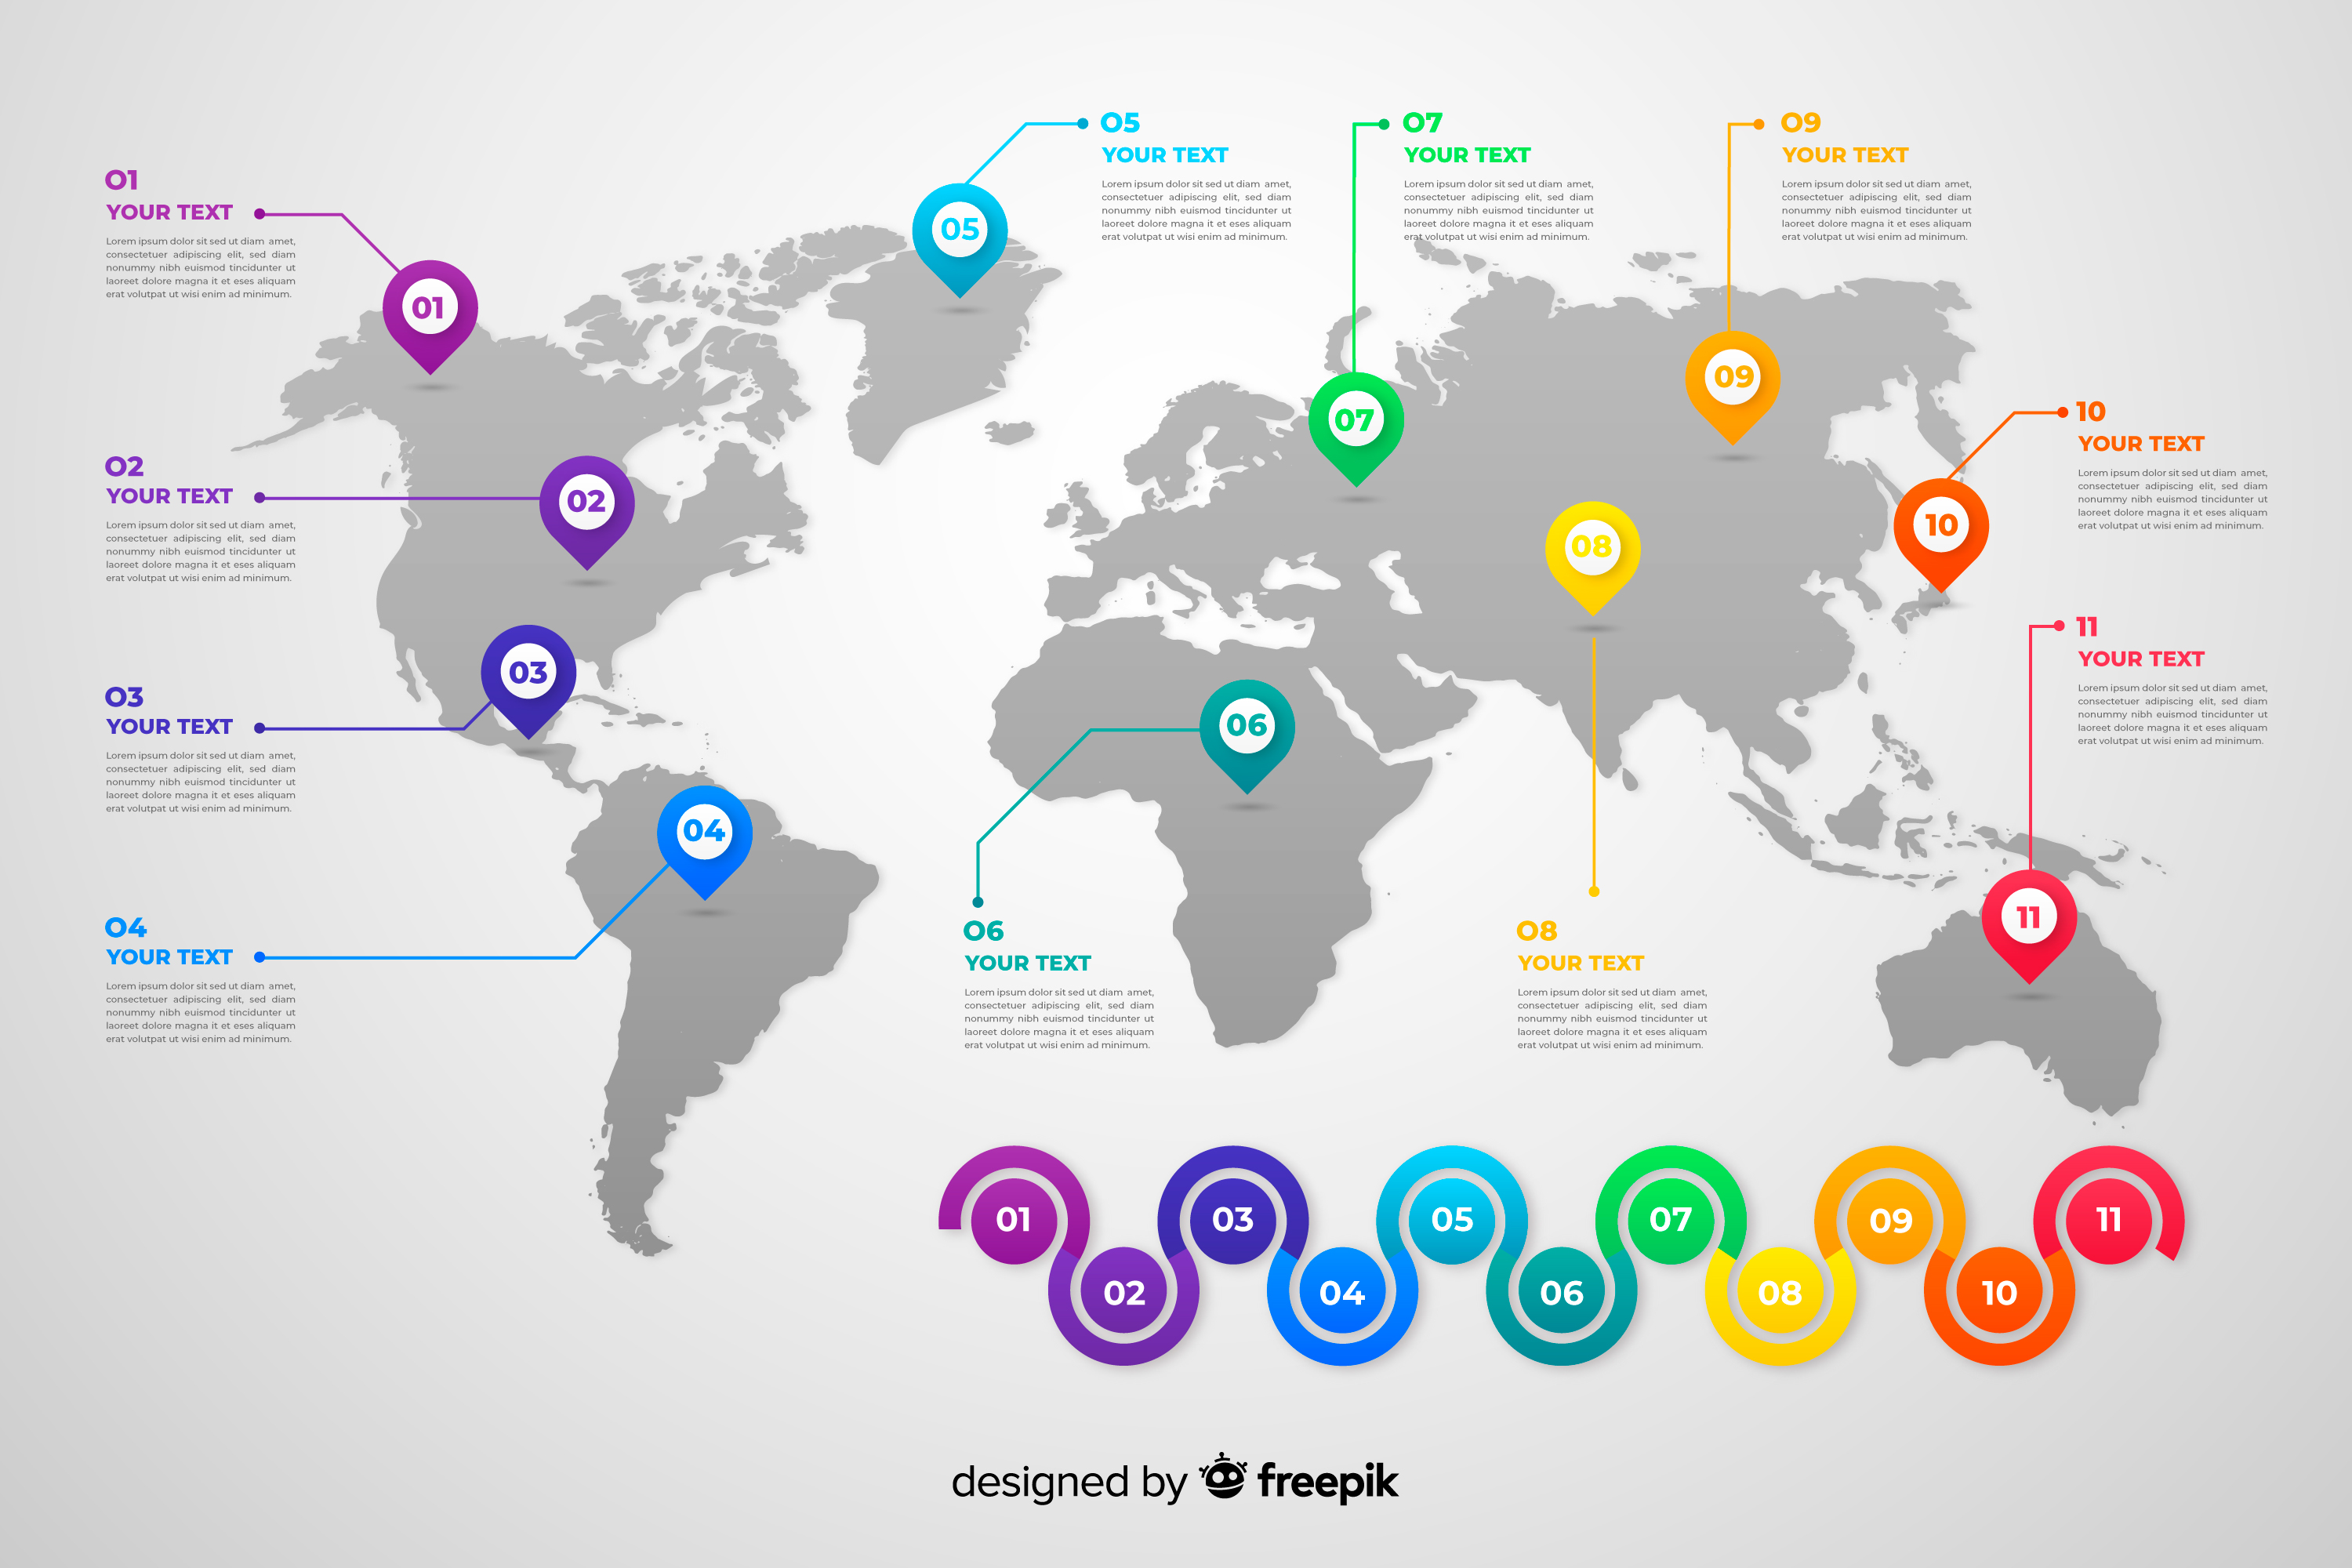 01
YOUR TEXT
Lorem ipsum dolor sit sed ut diam amet,
consectetuer adipiscing elit, sed diam
nonummy nibh euismod tincidunter ut
laoreet dolore magna it et eses aliquam
erat volutpat ut wisi enim ad minimum.
02
YOUR TEXT
Lorem ipsum dolor sit sed ut diam amet,
consectetuer adipiscing elit, sed diam
nonummy nibh euismod tincidunter ut
laoreet dolore magna it et eses aliquam
erat volutpat ut wisi enim ad minimum.
03
YOUR TEXT
Lorem ipsum dolor sit sed ut diam amet,
consectetuer adipiscing elit, sed diam
nonummy nibh euismod tincidunter ut
laoreet dolore magna it et eses aliquam
erat volutpat ut wisi enim ad minimum.
04
YOUR TEXT
Lorem ipsum dolor sit sed ut diam amet,
consectetuer adipiscing elit, sed diam
nonummy nibh euismod tincidunter ut
laoreet dolore magna it et eses aliquam
erat volutpat ut wisi enim ad minimum.
05
YOUR TEXT
Lorem ipsum dolor sit sed ut diam amet,
consectetuer adipiscing elit, sed diam
nonummy nibh euismod tincidunter ut
laoreet dolore magna it et eses aliquam
erat volutpat ut wisi enim ad minimum.
06
YOUR TEXT
Lorem ipsum dolor sit sed ut diam amet,
consectetuer adipiscing elit, sed diam
nonummy nibh euismod tincidunter ut
laoreet dolore magna it et eses aliquam
erat volutpat ut wisi enim ad minimum.
07
YOUR TEXT
Lorem ipsum dolor sit sed ut diam amet,
consectetuer adipiscing elit, sed diam
nonummy nibh euismod tincidunter ut
laoreet dolore magna it et eses aliquam
erat volutpat ut wisi enim ad minimum.
08
YOUR TEXT
Lorem ipsum dolor sit sed ut diam amet,
consectetuer adipiscing elit, sed diam
nonummy nibh euismod tincidunter ut
laoreet dolore magna it et eses aliquam
erat volutpat ut wisi enim ad minimum.
09
YOUR TEXT
Lorem ipsum dolor sit sed ut diam amet,
consectetuer adipiscing elit, sed diam
nonummy nibh euismod tincidunter ut
laoreet dolore magna it et eses aliquam
erat volutpat ut wisi enim ad minimum.
10
YOUR TEXT
Lorem ipsum dolor sit sed ut diam amet,
consectetuer adipiscing elit, sed diam
nonummy nibh euismod tincidunter ut
laoreet dolore magna it et eses aliquam
erat volutpat ut wisi enim ad minimum.
11
YOUR TEXT
Lorem ipsum dolor sit sed ut diam amet,
consectetuer adipiscing elit, sed diam
nonummy nibh euismod tincidunter ut
laoreet dolore magna it et eses aliquam
erat volutpat ut wisi enim ad minimum.
01
02
03
04
05
06
07
08
09
10
11
01
02
03
04
05
06
07
08
09
10
11
designed by freepik